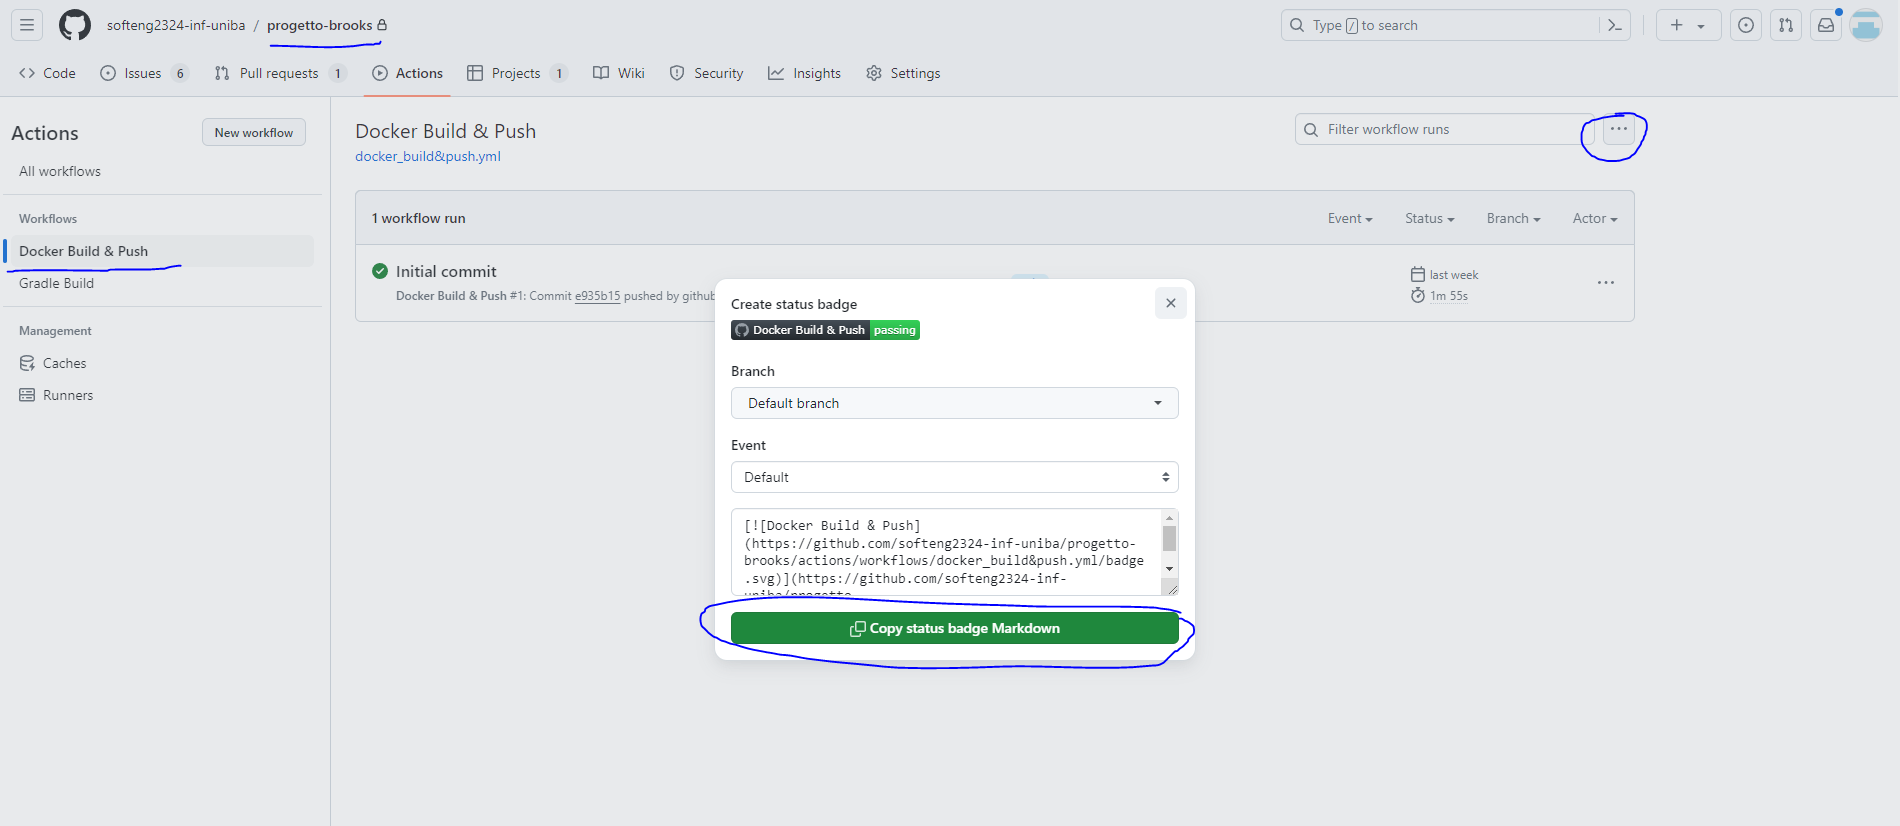 softeng2324-inf-uniba / progetto-brooks
Type / to search
Code
Issues 6
Pull requests 1
Actions
Projects 1
Wiki
Security
Insights
Settings
Actions
New workflow
All workflows
Workflows
Docker Build & Push
Gradle Build
Management
Caches
Runners
Docker Build & Push
docker_build&push.yml
Filter workflow runs
1 workflow run
Event
Status
Branch
Actor
Initial commit
Docker Build & Push #1: Commit e935b15 pushed by github
last week
1m 55s
Create status badge
Docker Build & Push passing
Branch
Default branch
Event
Default
[![Docker Build & Push]
(https://github.com/softeng2324-inf-uniba/progetto-
brooks/actions/workflows/docker_build&push.yml/badge
.svg)](https://github.com/softeng2324-inf-
uniba/progetto-
Copy status badge Markdown